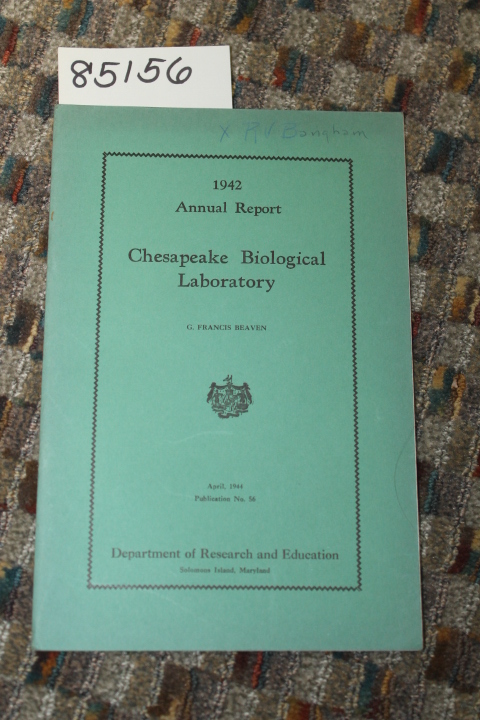 85156
x R V Bangham
1942
Annual Report
Chesapeake Biological
Laboratory
G. FRANCIS BEAVEN
April, 1944
Publication No. 56
Department of Research and Education
Solomons Island, Maryland